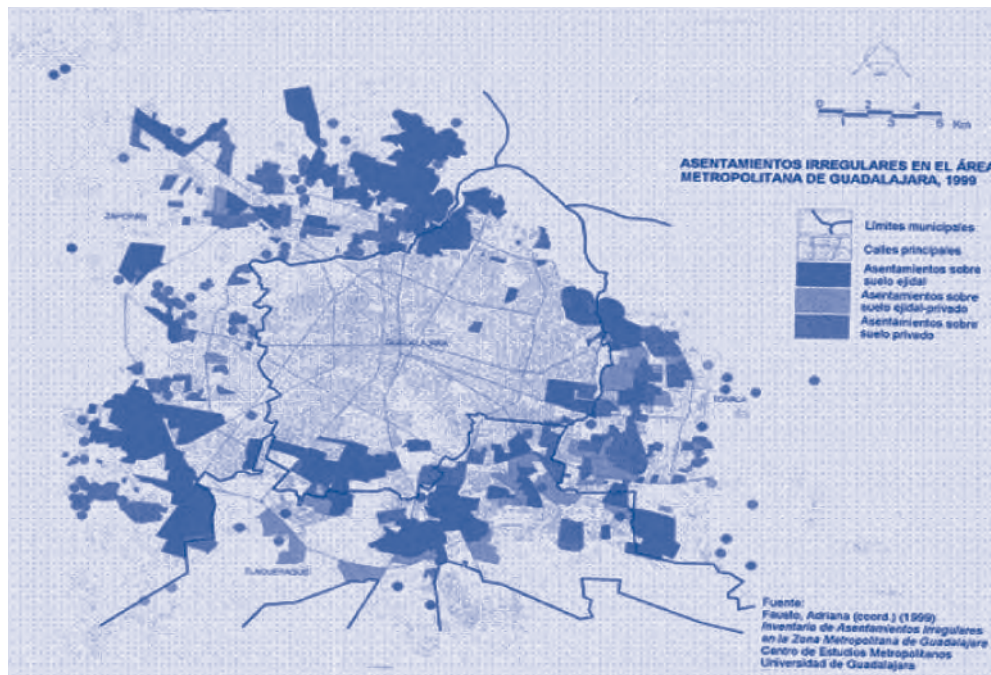 0 2 4
1 3 5 Km
ASENTAMIENTOS IRREGULARES EN EL ÁREA
METROPOLITANA DE GUADALAJARA, 1999
Límites municipales
Calles principales
Asentamientos sobre
suelo ejidal
Asentamientos sobre
suelo ejidal-privado
Asentamientos sobre
suelo privado
ZAPOPAN
GUADALAJARA
TONALA
TLAQUEPAQUE
Fuente:
Fausto, Adriana (coord.) (1999)
Inventario de Asentamientos Irregulares
en la Zona Metropolitana de Guadalajara
Centro de Estudios Metropolitanos
Universidad de Guadalajara